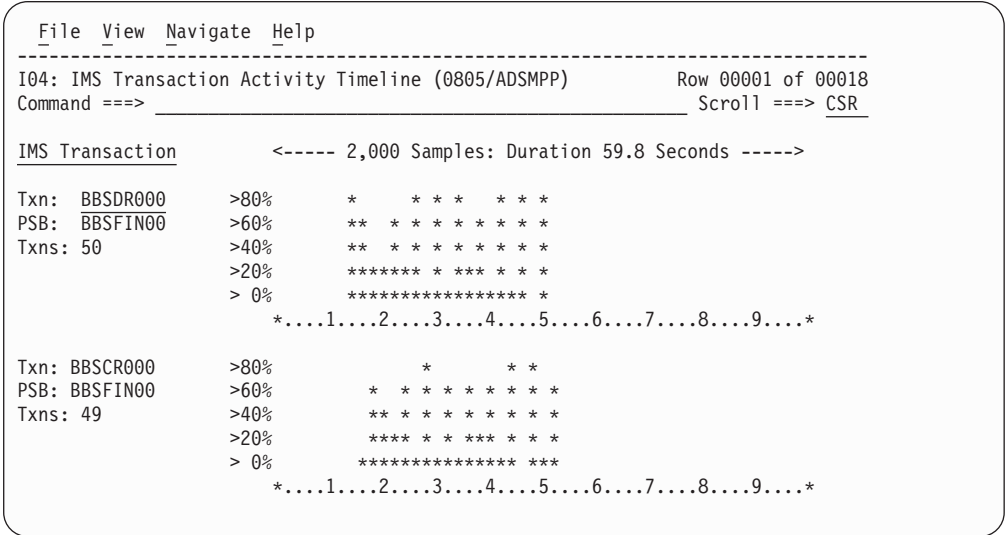 File View Navigate Help
--------------------------------------------------------------------------------
I04: IMS Transaction Activity Timeline (0805/ADSMPP)          Row 00001 of 00018
Command ===> __________________________________________________ Scroll ===> CSR
IMS Transaction         <----- 2,000 Samples: Duration 59.8 Seconds ----->
Txn:  BBSDR000      >80%       *     * * *   * * *
PSB:  BBSFIN00      >60%       **  * * * * * * * *
Txns: 50            >40%       **  * * * * * * * *
                    >20%       ******* * *** * * *
                    > 0%       ***************** *
                        *....1....2....3....4....5....6....7....8....9....*
Txn: BBSCR000       >80%              *       * *
PSB: BBSFIN00       >60%         *  * * * * * * * *
Txns: 49            >40%         ** * * * * * * * *
                    >20%         **** * * *** * * *
                    > 0%        *************** ***
                        *....1....2....3....4....5....6....7....8....9....*